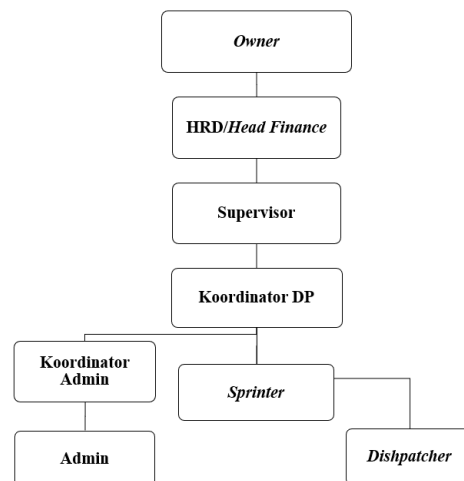 Owner
HRD/Head Finance
Supervisor
Koordinator DP
Koordinator
Admin
Sprinter
Admin
Dishpatcher